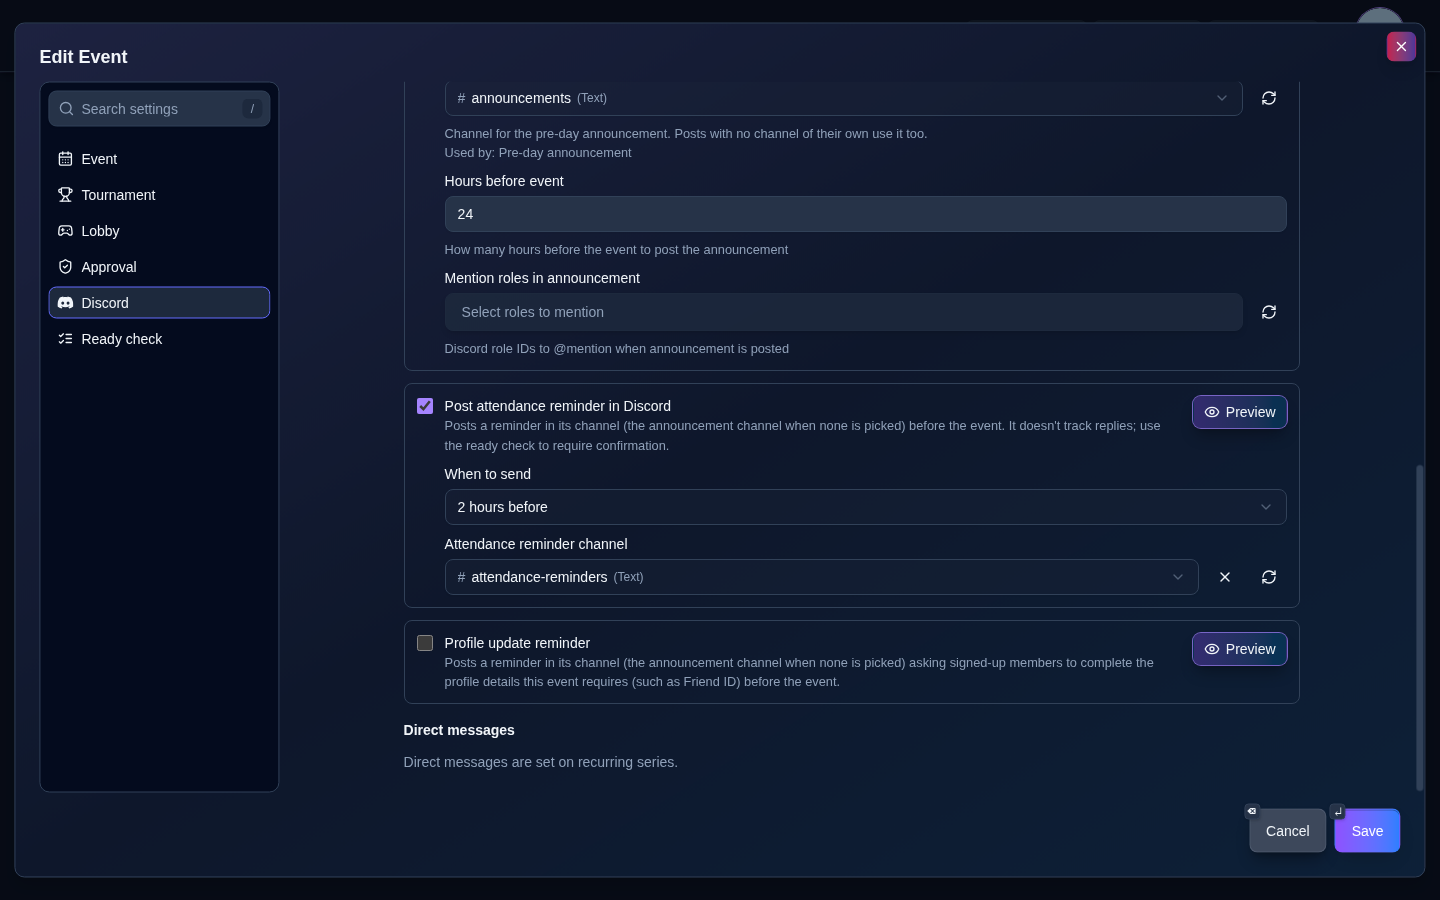 Edit Event
Search settings /
Event
Tournament
Lobby
Approval
Discord
Ready check
# announcements (Text)
Channel for the pre-day announcement. Posts with no channel of their own use it too.
Used by: Pre-day announcement
Hours before event
24
How many hours before the event to post the announcement
Mention roles in announcement
Select roles to mention
Discord role IDs to @mention when announcement is posted
Post attendance reminder in Discord
Preview
Posts a reminder in its channel (the announcement channel when none is picked) before the event. It doesn't track replies; use
the ready check to require confirmation.
When to send
2 hours before
Attendance reminder channel
# attendance-reminders (Text)
Profile update reminder
Preview
Posts a reminder in its channel (the announcement channel when none is picked) asking signed-up members to complete the
profile details this event requires (such as Friend ID) before the event.
Direct messages
Direct messages are set on recurring series.
Cancel
Save